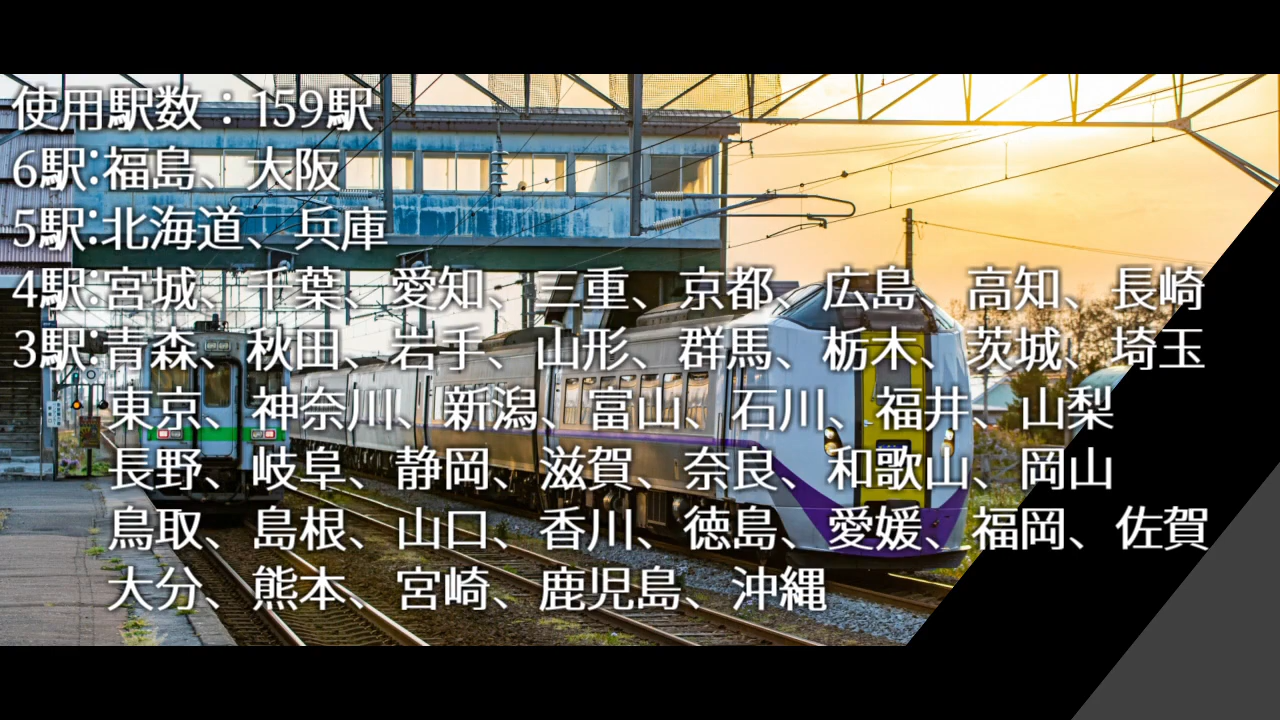 使用駅数：159駅
6駅:福島、大阪
5駅:北海道、兵庫
4駅:宮城、千葉、愛知、三重、京都、広島、高知、長崎
3駅:青森、秋田、岩手、山形、群馬、栃木、茨城、埼玉
東京、神奈川、新潟、富山、石川、福井、山梨
長野、岐阜、静岡、滋賀、奈良、和歌山、岡山
鳥取、島根、山口、香川、徳島、愛媛、福岡、佐賀
大分、熊本、宮崎、鹿児島、沖縄